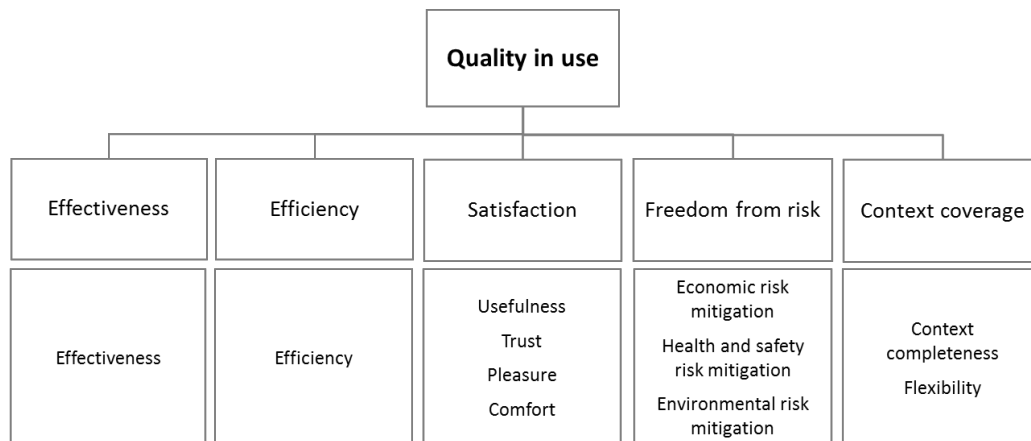 Quality in use
Effectiveness
Efficiency
Satisfaction
Freedom from risk
Context coverage
Effectiveness
Efficiency
Usefulness
Trust
Pleasure
Comfort
Economic risk
mitigation
Health and safety
risk mitigation
Environmental risk
mitigation
Context
completeness
Flexibility